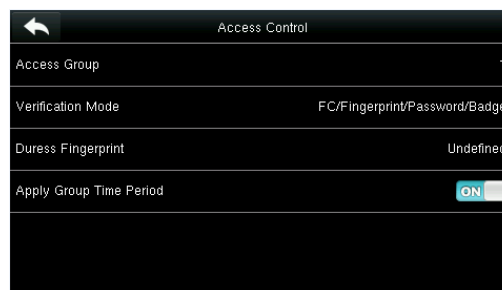 Access Control
Access Group
Verification Mode FC/Fingerprint/Password/Badge
Duress Fingerprint Undefined
Apply Group Time Period ON